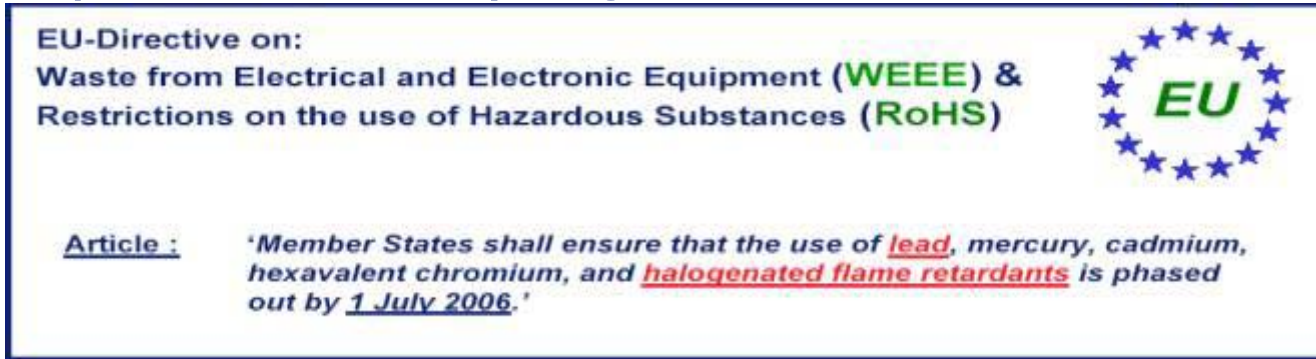 EU-Directive on:
Waste from Electrical and Electronic Equipment (WEEE) &
Restrictions on the use of Hazardous Substances (RoHS)
EU
Article :
'Member States shall ensure that the use of lead, mercury, cadmium,
hexavalent chromium, and halogenated flame retardants is phased
out by 1 July 2006.'